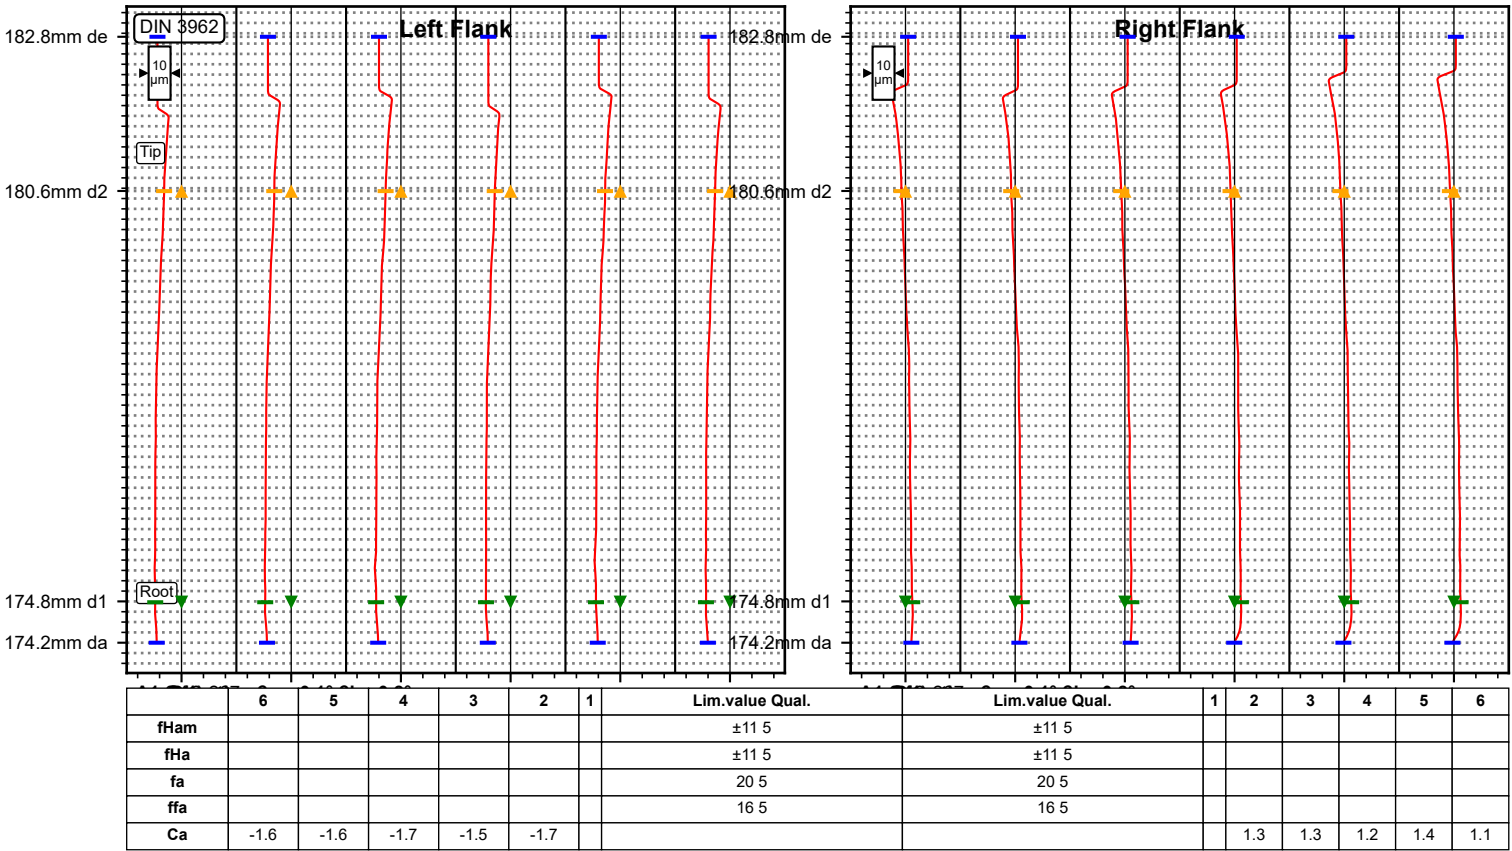 DIN 3962
Left Flank
Right Flank
182.8mm de
182.8mm de
10
µm
10
µm
Tip
180.6mm d2
180.6mm d2
Root
174.8mm d1
174.8mm d1
174.2mm da
174.2mm da
6 5 4 3 2 1 Lim.value Qual. Lim.value Qual. 1 2 3 4 5 6
fHam ±11 5 ±11 5
fHa ±11 5 ±11 5
fa 20 5 20 5
ffa 16 5 16 5
Ca -1.6 -1.6 -1.7 -1.5 -1.7 1.3 1.3 1.2 1.4 1.1